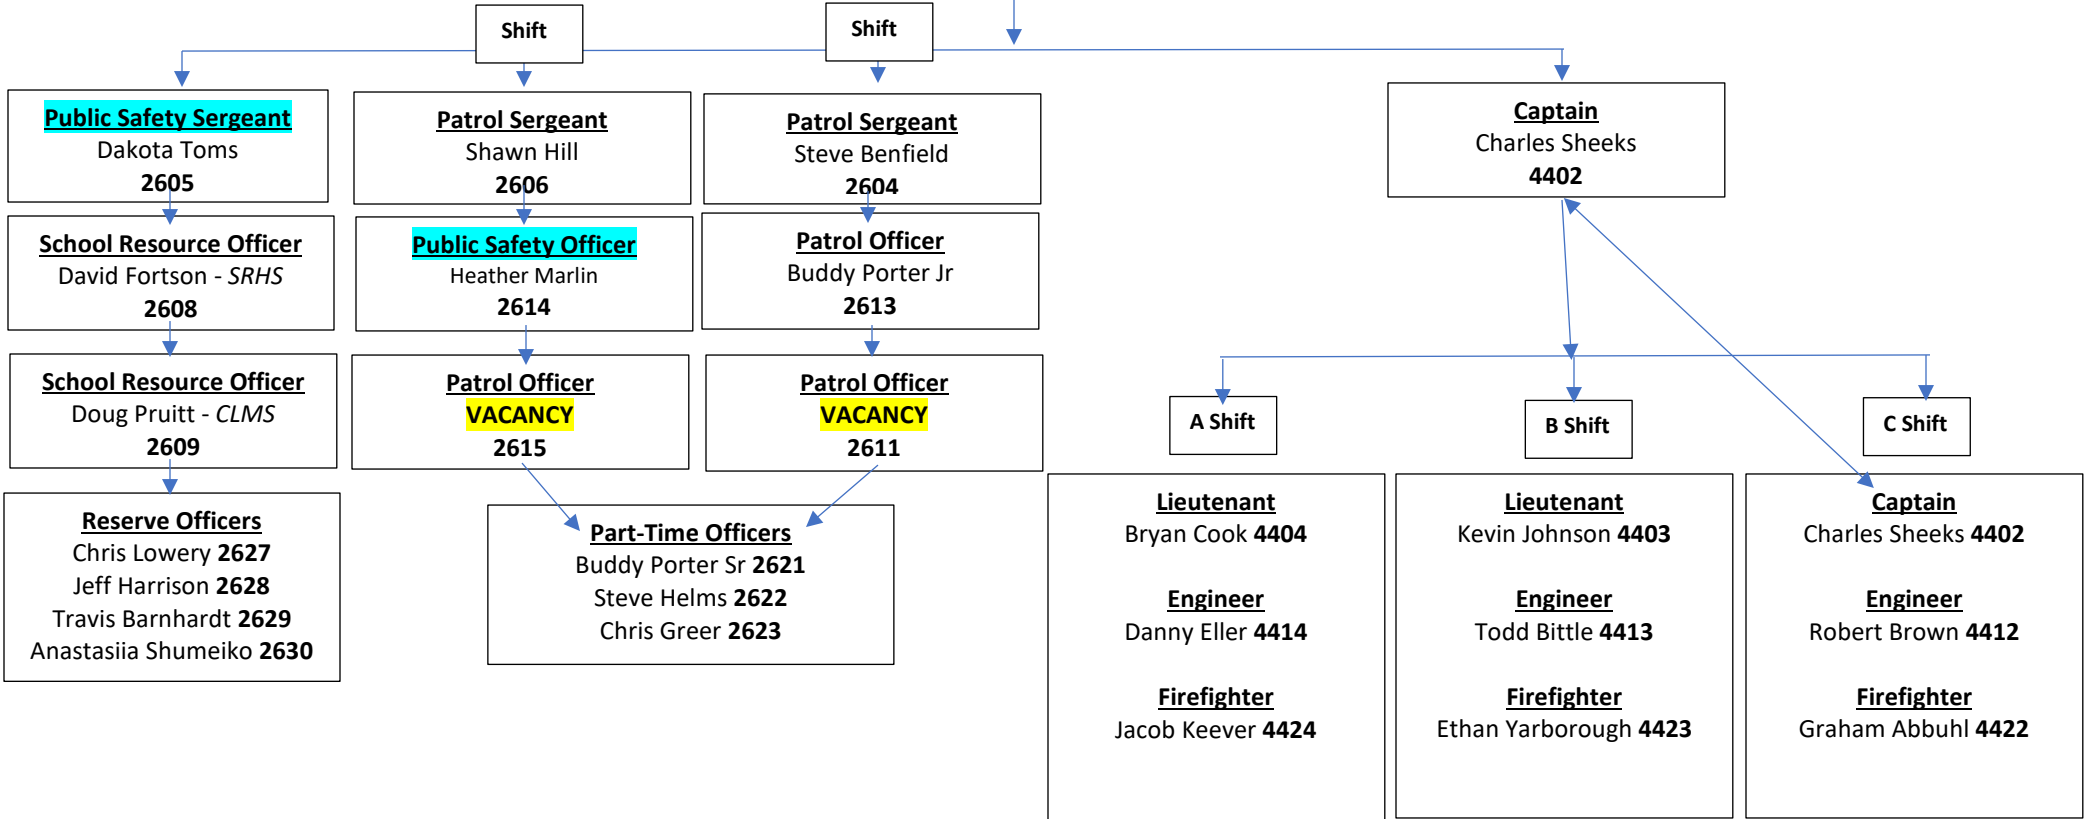 Shift
Shift
Public Safety Sergeant
Dakota Toms
2605
Patrol Sergeant
Shawn Hill
2606
Patrol Sergeant
Steve Benfield
2604
Captain
Charles Sheeks
4402
School Resource Officer
David Fortson - SRHS
2608
Public Safety Officer
Heather Marlin
2614
Patrol Officer
Buddy Porter Jr
2613
School Resource Officer
Doug Pruitt - CLMS
2609
Patrol Officer
VACANCY
2615
Patrol Officer
VACANCY
2611
A Shift
B Shift
C Shift
Reserve Officers
Chris Lowery 2627
Jeff Harrison 2628
Travis Barnhardt 2629
Anastasiia Shumeiko 2630
Part-Time Officers
Buddy Porter Sr 2621
Steve Helms 2622
Chris Greer 2623
Lieutenant
Bryan Cook 4404
Engineer
Danny Eller 4414
Firefighter
Jacob Keever 4424
Lieutenant
Kevin Johnson 4403
Engineer
Todd Bittle 4413
Firefighter
Ethan Yarborough 4423
Captain
Charles Sheeks 4402
Engineer
Robert Brown 4412
Firefighter
Graham Abbuhl 4422